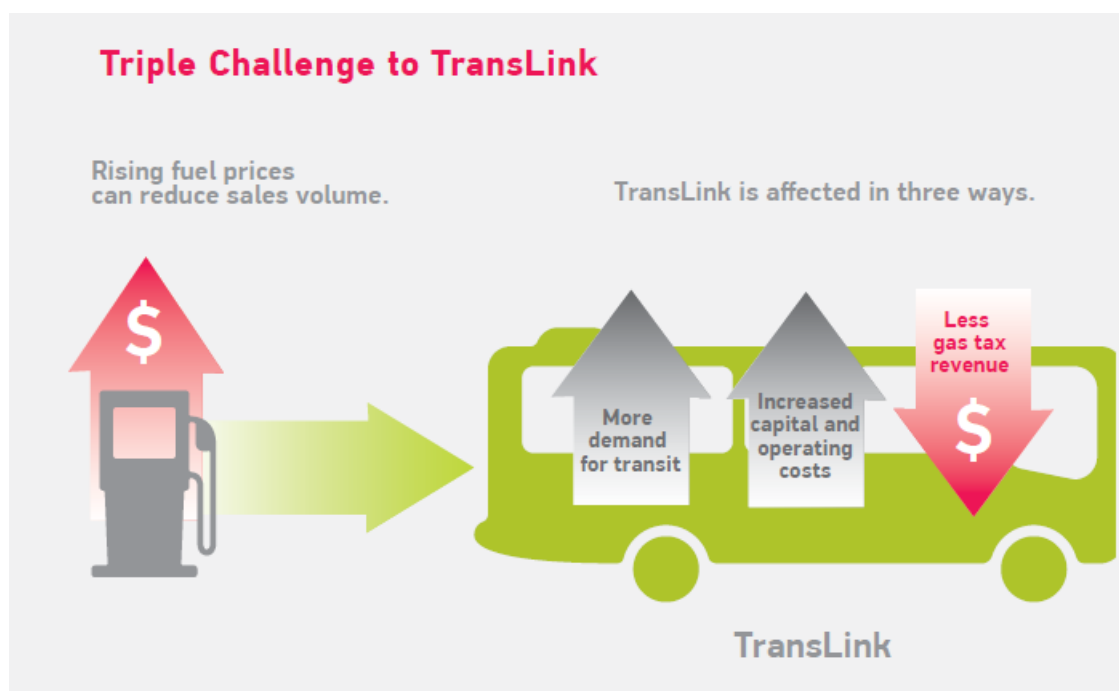 Triple Challenge to TransLink
Rising fuel prices
can reduce sales volume.
TransLink is affected in three ways.
$
More
demand
for transit
Increased
capital and
operating
costs
Less
gas tax
revenue
$
TransLink